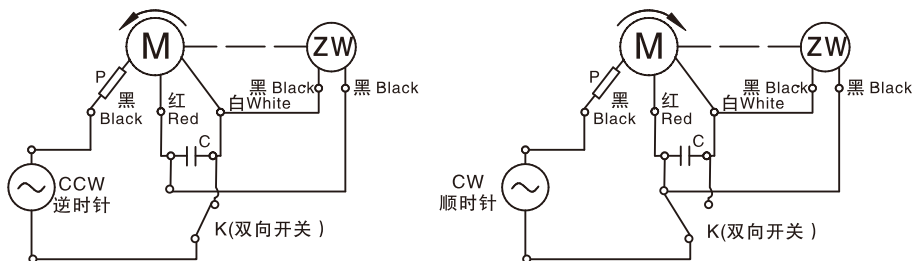 M
ZW
P
黑
Black
红
Red
白White
黑 Black
黑 Black
C
CCW
逆时针
K(双向开关)
M
ZW
P
黑
Black
红
Red
白White
黑 Black
黑 Black
C
CW
顺时针
K(双向开关)